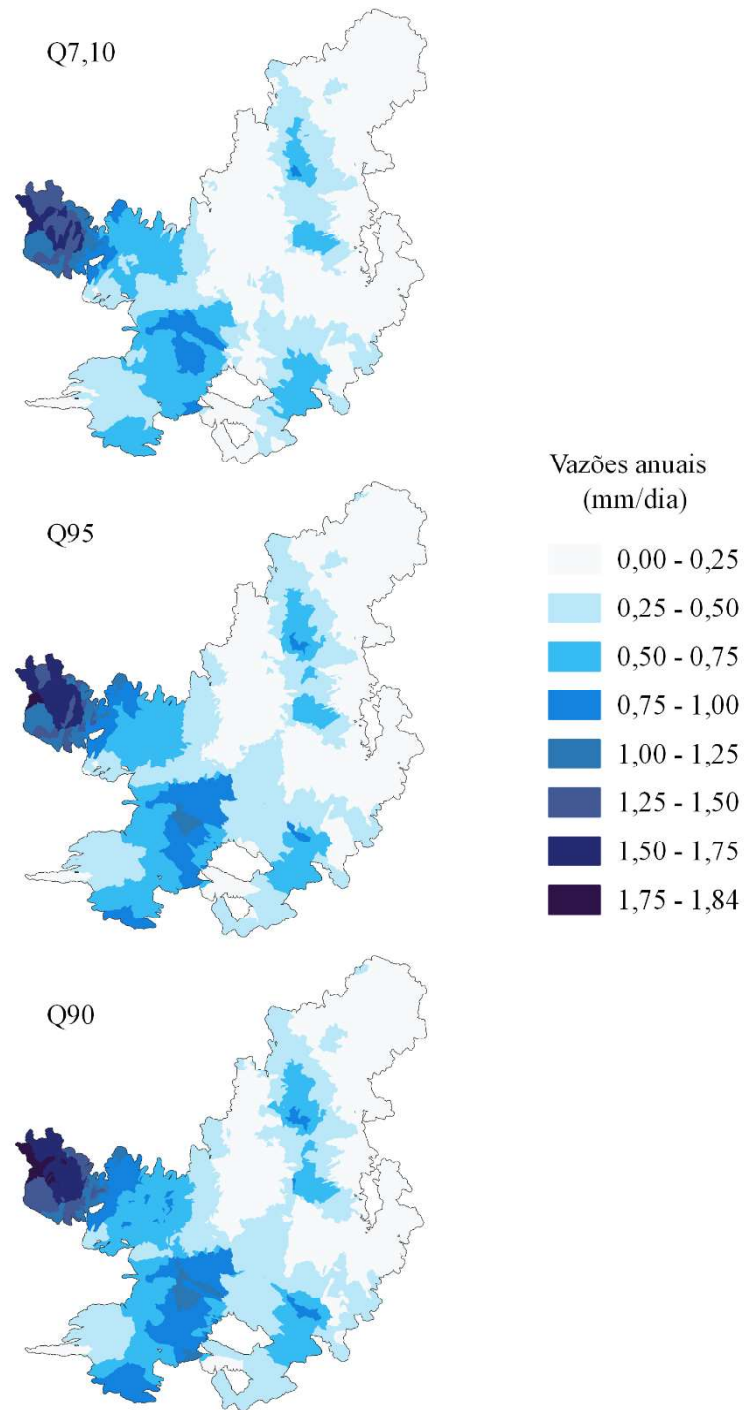 Q7,10
Q95
Vazões anuais
(mm/dia)
0,00 - 0,25
0,25 - 0,50
0,50 - 0,75
0,75 - 1,00
1,00 - 1,25
1,25 - 1,50
1,50 - 1,75
1,75 - 1,84
Q90